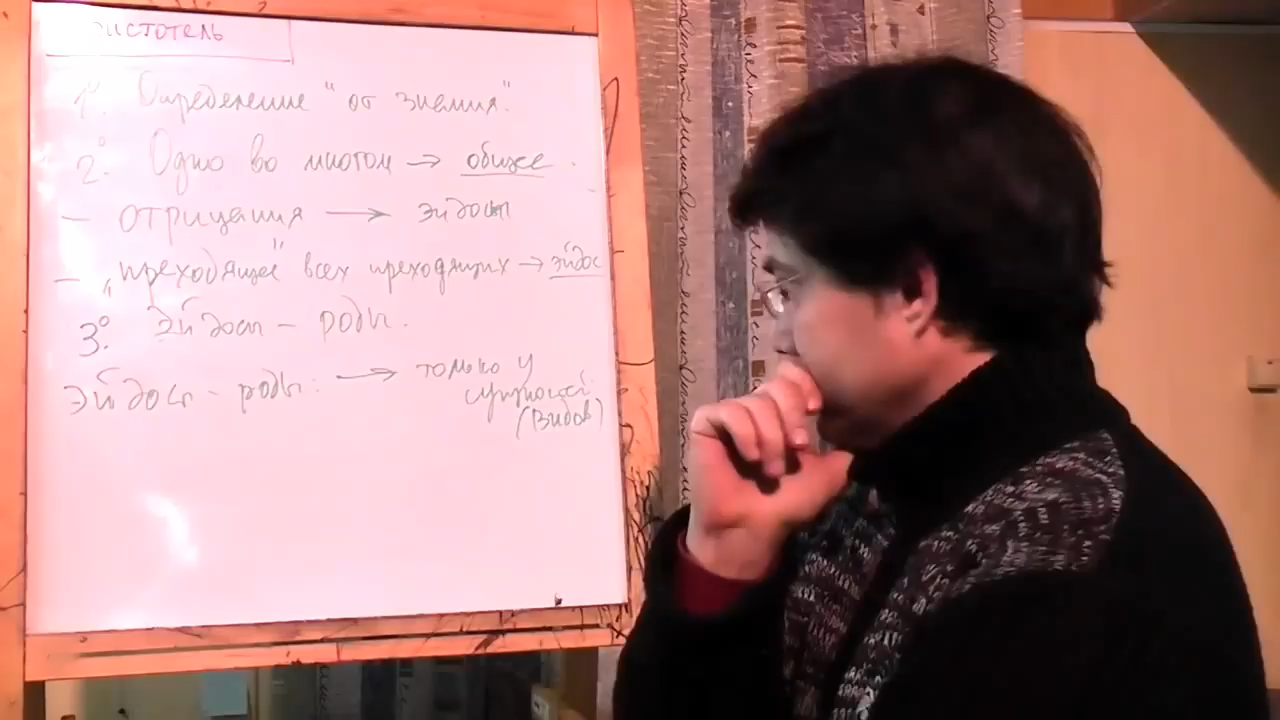 ристотель
1°. Определение "от знания".
2°. Одно во многом → общее.
— отрицания → эйдосы
— "преходящее" всех преходящих → эйдос
3°. Эйдосы – роды.
Эйдосы – роды: → только у
сущностей
(видов)